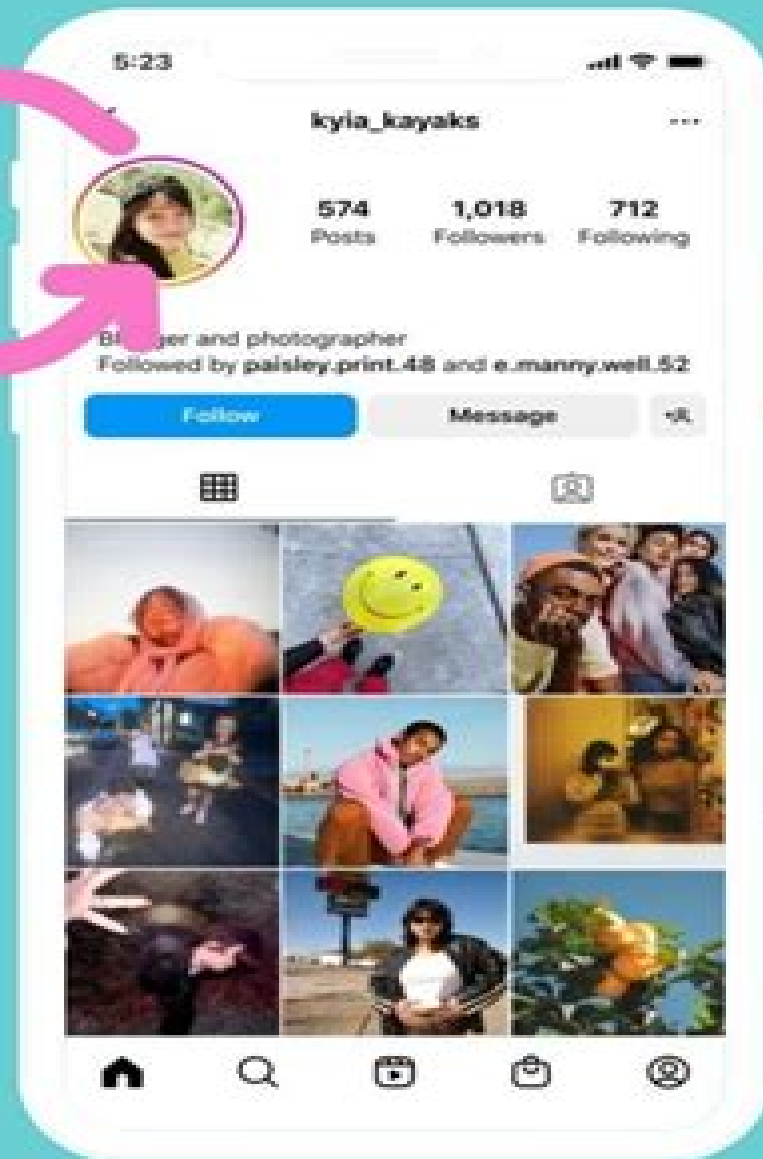 5:23
kyia_kayaks
574 1,018 712
Posts Followers Following
and photographer
Followed by paisley.print.48 and e.manny.well.52
Follow Message